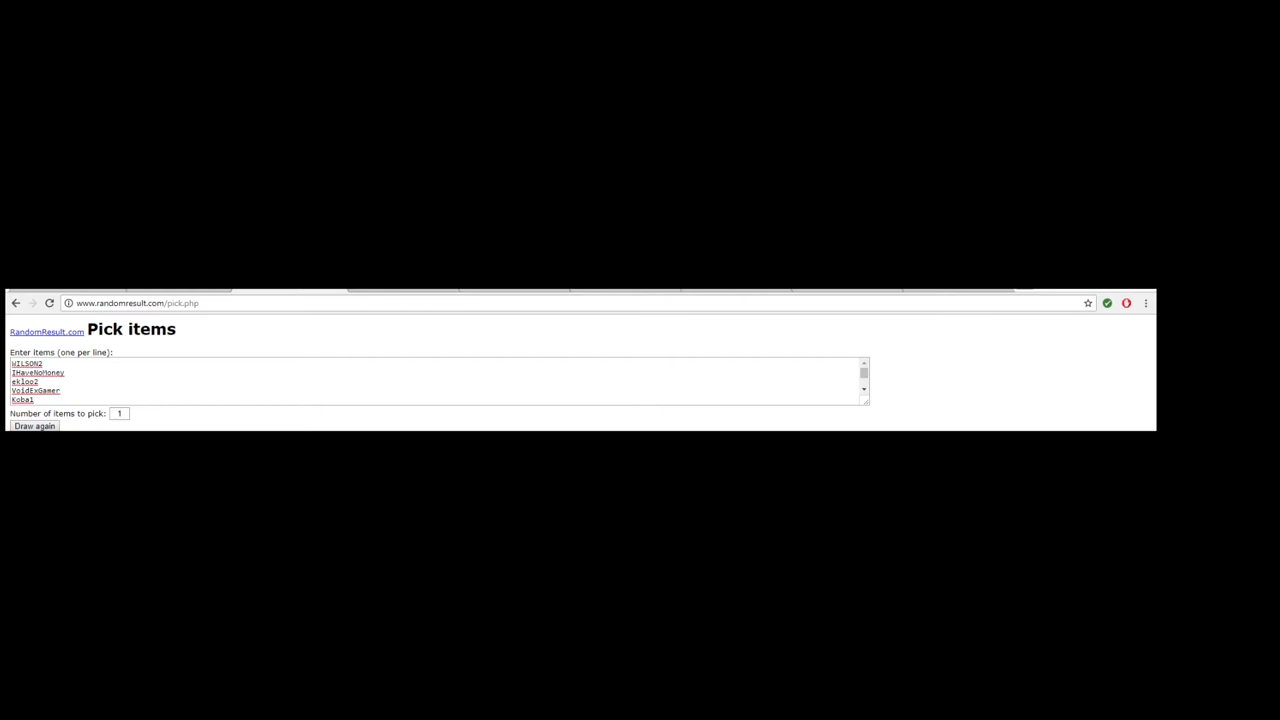 www.randomresult.com/pick.php
RandomResult.com Pick items
Enter items (one per line):
WILSON2
IHaveNoMoney
ekloo2
VoidExGamer
Kobal
Number of items to pick: 1
Draw again